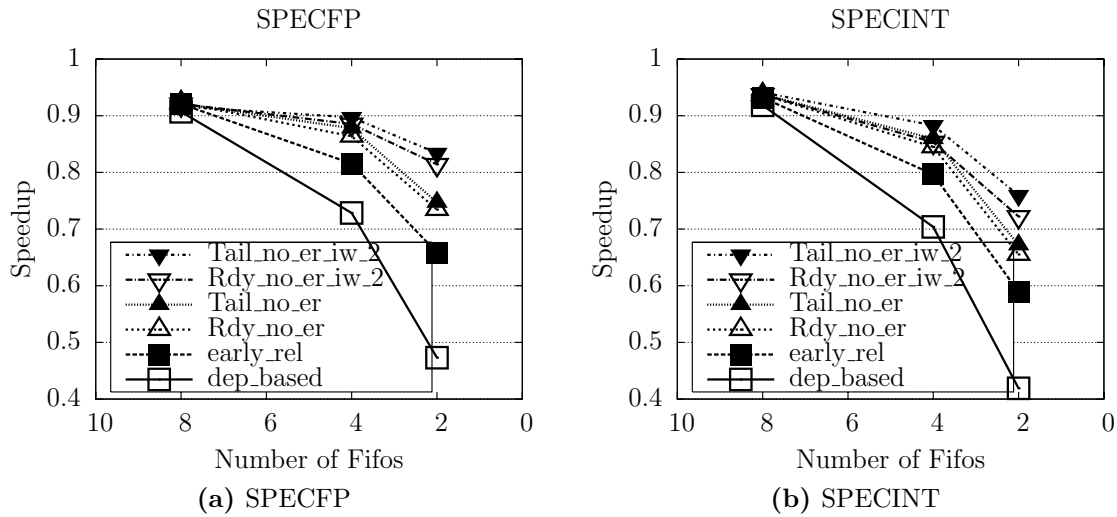 SPECFP
1
0.9
0.8
0.7
0.6
0.5
0.4
Speedup
Tail_no_er_iw_2
Rdy_no_er_iw_2
Tail_no_er
Rdy_no_er
early_rel
dep_based
10 8 6 4 2 0
Number of Fifos
(a) SPECFP
SPECINT
1
0.9
0.8
0.7
0.6
0.5
0.4
Speedup
Tail_no_er_iw_2
Rdy_no_er_iw_2
Tail_no_er
Rdy_no_er
early_rel
dep_based
10 8 6 4 2 0
Number of Fifos
(b) SPECINT